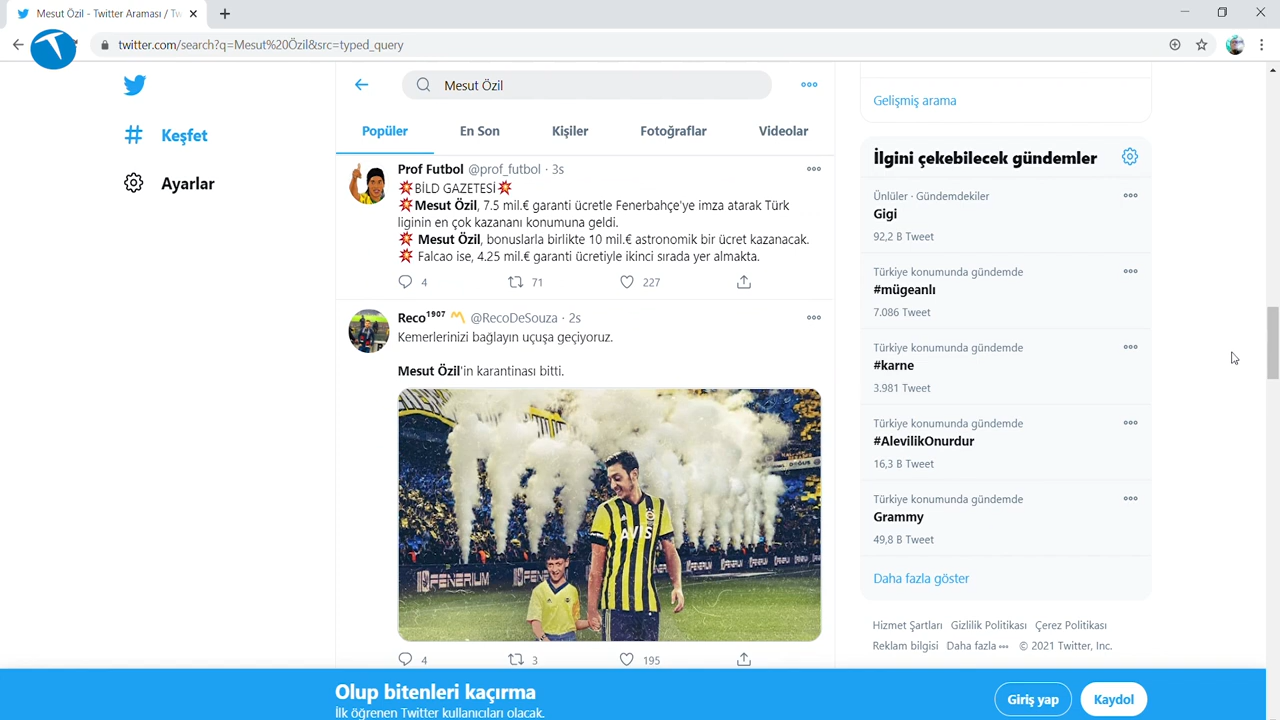 Mesut Özil - Twitter Araması / Tw
twitter.com/search?q=Mesut%20Özil&src=typed_query
Mesut Özil
Keşfet
Ayarlar
Popüler
En Son
Kişiler
Fotoğraflar
Videolar
Prof Futbol @prof_futbol · 3s
💥BİLD GAZETESİ💥
💥Mesut Özil, 7.5 mil.€ garanti ücretle Fenerbahçe'ye imza atarak Türk
liginin en çok kazananı konumuna geldi.
💥 Mesut Özil, bonuslarla birlikte 10 mil.€ astronomik bir ücret kazanacak.
💥 Falcao ise, 4.25 mil.€ garanti ücretiyle ikinci sırada yer almakta.
4 71 227
Reco¹⁹⁰⁷ @RecoDeSouza · 2s
Kemerlerinizi bağlayın uçuşa geçiyoruz.
Mesut Özil'in karantinası bitti.
AVIS
FENERIUM FENERIUM
4 3 195
Gelişmiş arama
İlgini çekebilecek gündemler
Ünlüler · Gündemdekiler
Gigi
92,2 B Tweet
Türkiye konumunda gündemde
#mügeanlı
7.086 Tweet
Türkiye konumunda gündemde
#karne
3.981 Tweet
Türkiye konumunda gündemde
#AlevilikOnurdur
16,3 B Tweet
Türkiye konumunda gündemde
Grammy
49,8 B Tweet
Daha fazla göster
Hizmet Şartları Gizlilik Politikası Çerez Politikası
Reklam bilgisi Daha fazla ••• © 2021 Twitter, Inc.
Olup bitenleri kaçırma
İlk öğrenen Twitter kullanıcıları olacak.
Giriş yap
Kaydol